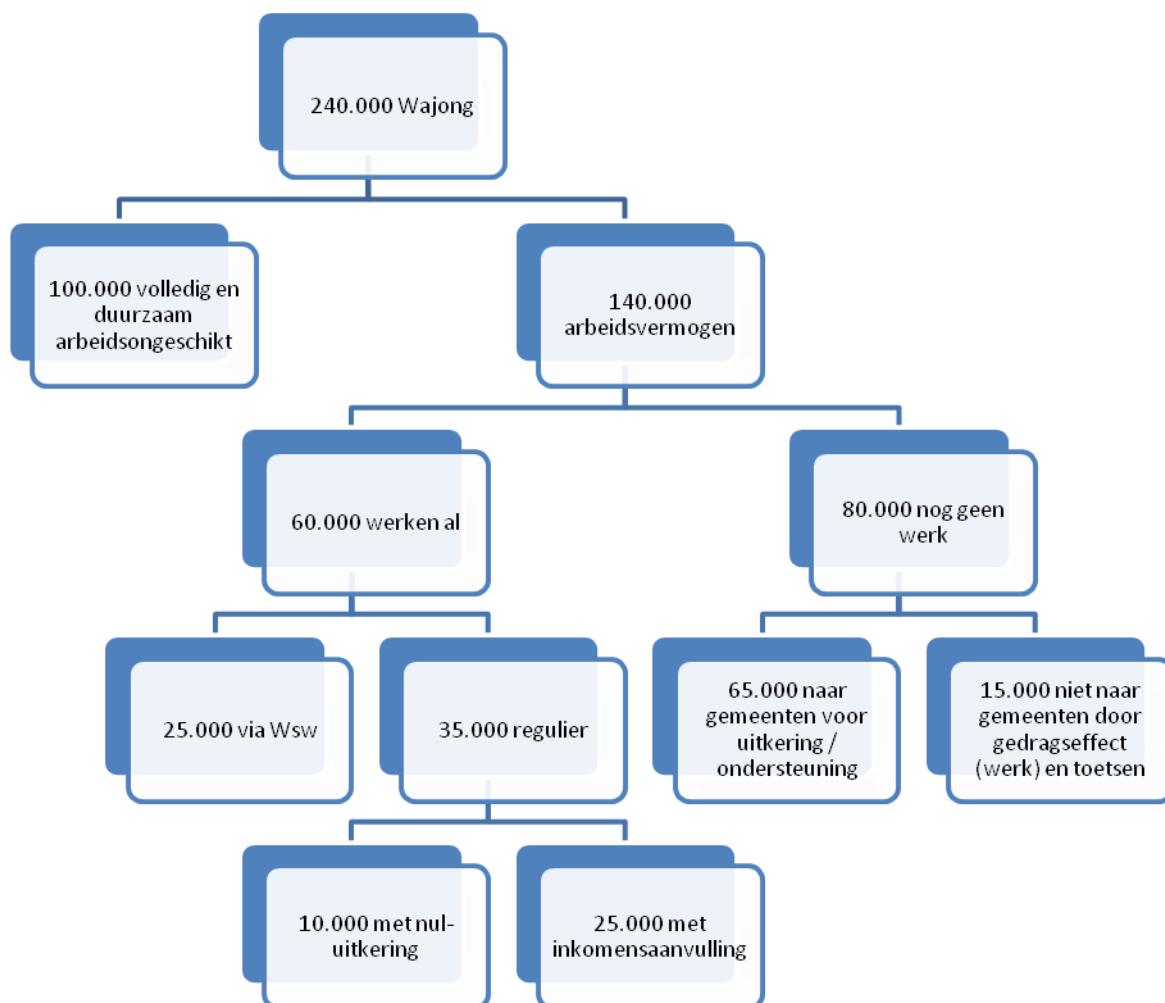 240.000 Wajong
100.000 volledig en
duurzaam
arbeidsongeschikt
140.000
arbeidsvermogen
60.000 werken al
80.000 nog geen
werk
25.000 via Wsw
35.000 regulier
65.000 naar
gemeenten voor
uitkering /
ondersteuning
15.000 niet naar
gemeenten door
gedragseffect
(werk) en toetsen
10.000 met nul-
uitkering
25.000 met
inkomensaanvulling